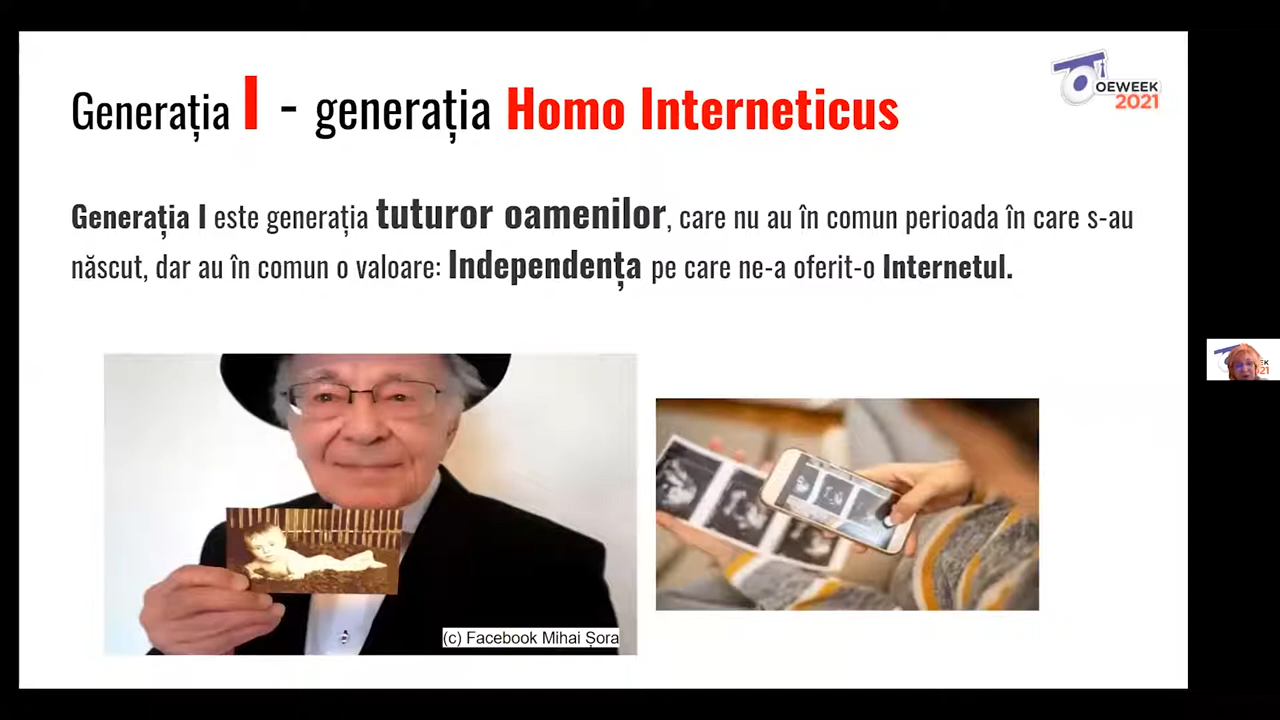 Generația I - generația Homo Interneticus
OEWEEK
2021
Generația I este generația tuturor oamenilor, care nu au în comun perioada în care s-au
născut, dar au în comun o valoare: Independența pe care ne-a oferit-o Internetul.
(c) Facebook Mihai Șora